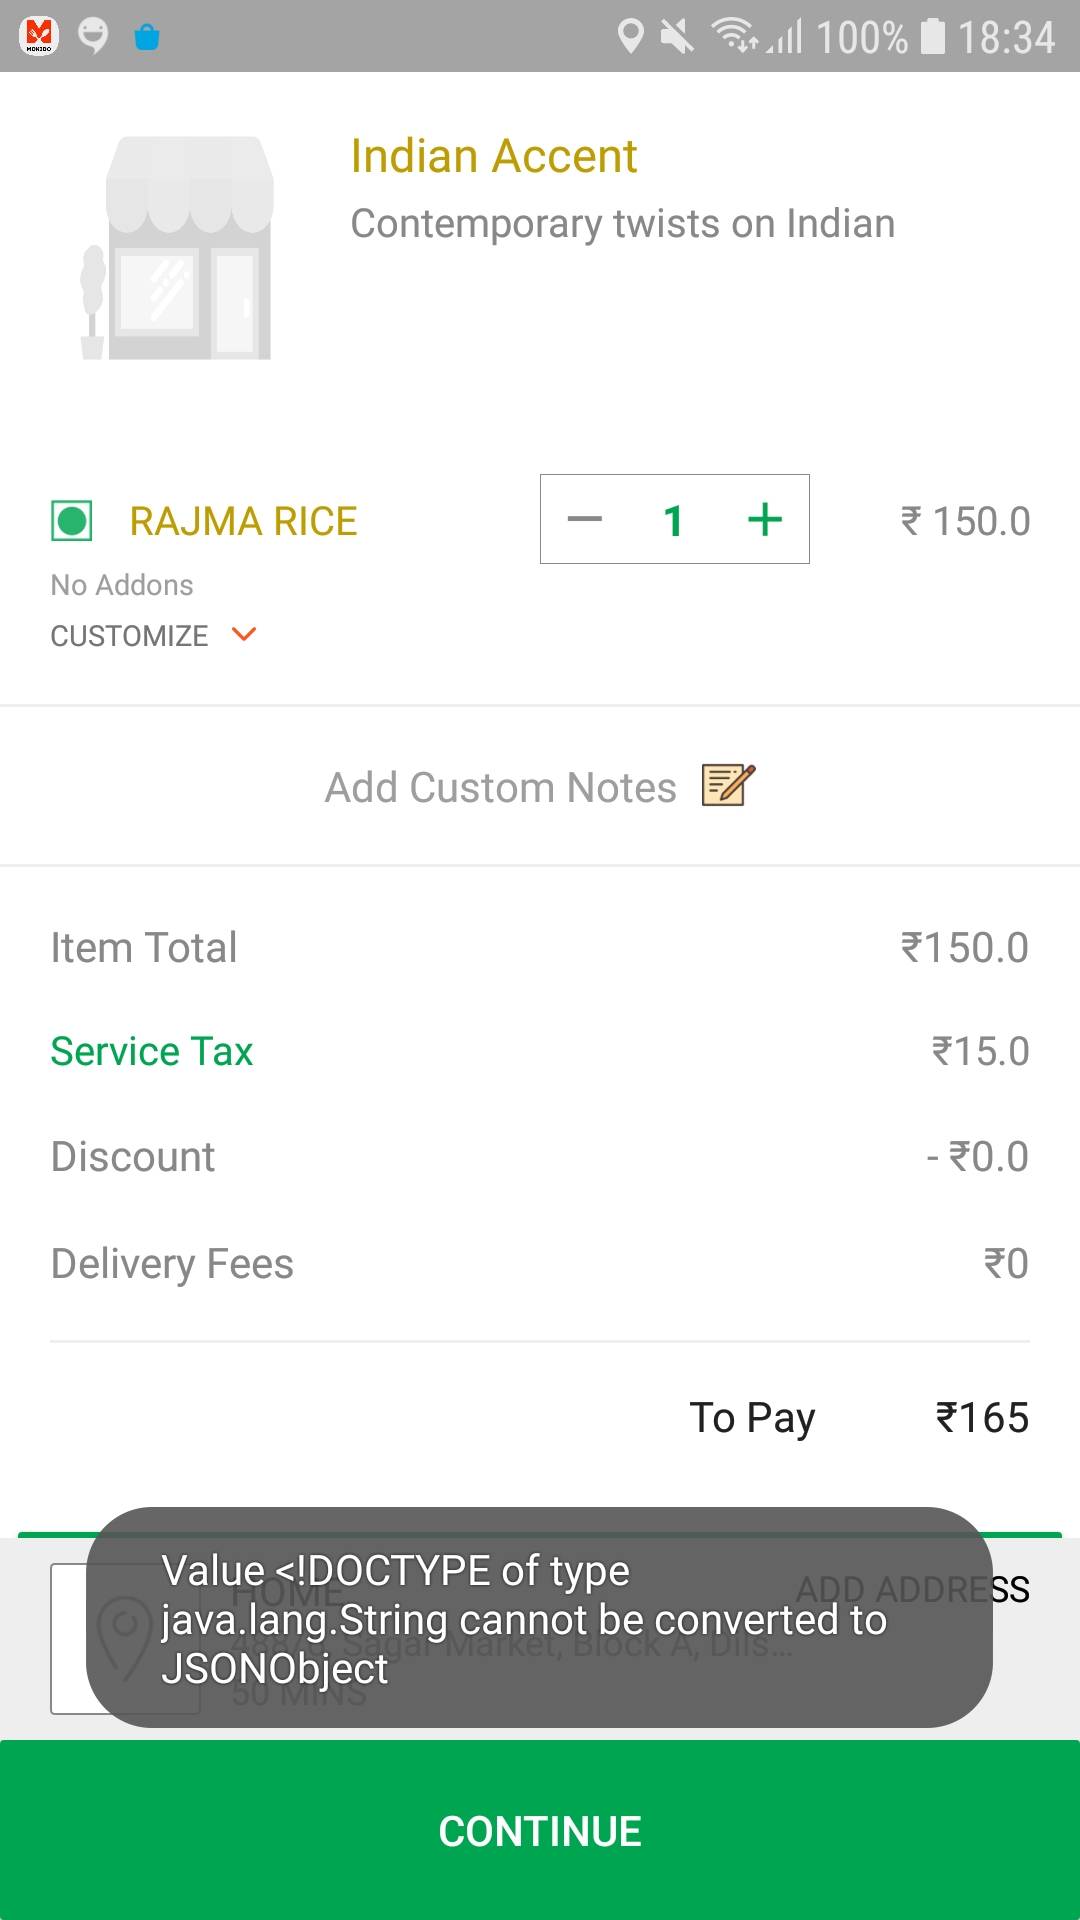 MOKIDO
100% 18:34
Indian Accent
Contemporary twists on Indian
RAJMA RICE 1 ₹ 150.0
No Addons
CUSTOMIZE
Add Custom Notes
Item Total ₹150.0
Service Tax ₹15.0
Discount - ₹0.0
Delivery Fees ₹0
To Pay ₹165
HOME ADD ADDRESS
Sagar Market, Block A, Dils...
50 MINS
Value <!DOCTYPE of type
java.lang.String cannot be converted to
JSONObject
CONTINUE